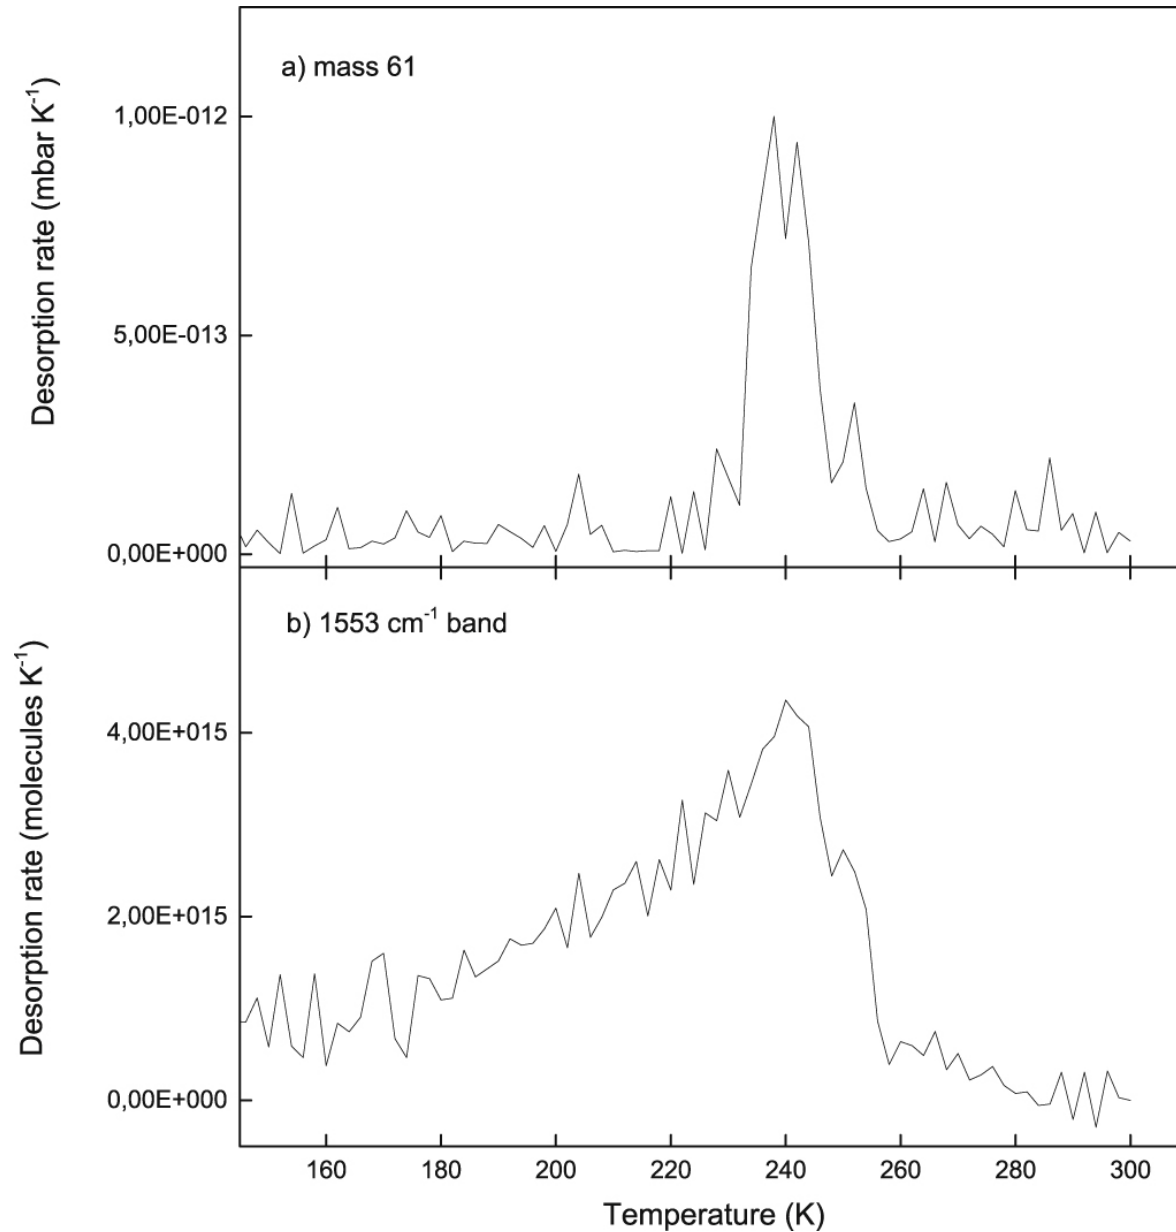 a) mass 61
Desorption rate (mbar K⁻¹)
1,00E-012
5,00E-013
0,00E+000
b) 1553 cm⁻¹ band
Desorption rate (molecules K⁻¹)
4,00E+015
2,00E+015
0,00E+000
160 180 200 220 240 260 280 300
Temperature (K)